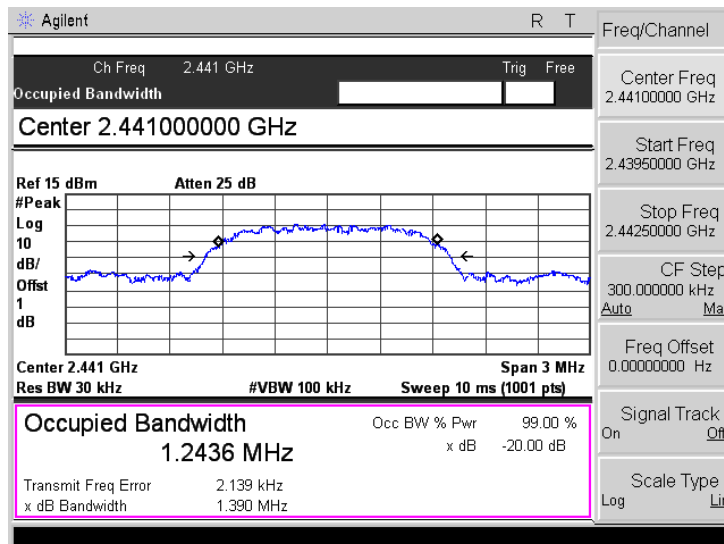 Agilent R T
Ch Freq 2.441 GHz Trig Free
Occupied Bandwidth
Center 2.441000000 GHz
Ref 15 dBm Atten 25 dB
#Peak
Log
10
dB/
Offst
1
dB
Center 2.441 GHz Span 3 MHz
Res BW 30 kHz #VBW 100 kHz Sweep 10 ms (1001 pts)
Occupied Bandwidth
1.2436 MHz
Occ BW % Pwr 99.00 %
x dB -20.00 dB
Transmit Freq Error 2.139 kHz
x dB Bandwidth 1.390 MHz
Freq/Channel
Center Freq
2.44100000 GHz
Start Freq
2.43950000 GHz
Stop Freq
2.44250000 GHz
CF Step
300.000000 kHz
Auto Ma
Freq Offset
0.00000000 Hz
Signal Track
On Off
Scale Type
Log Lin